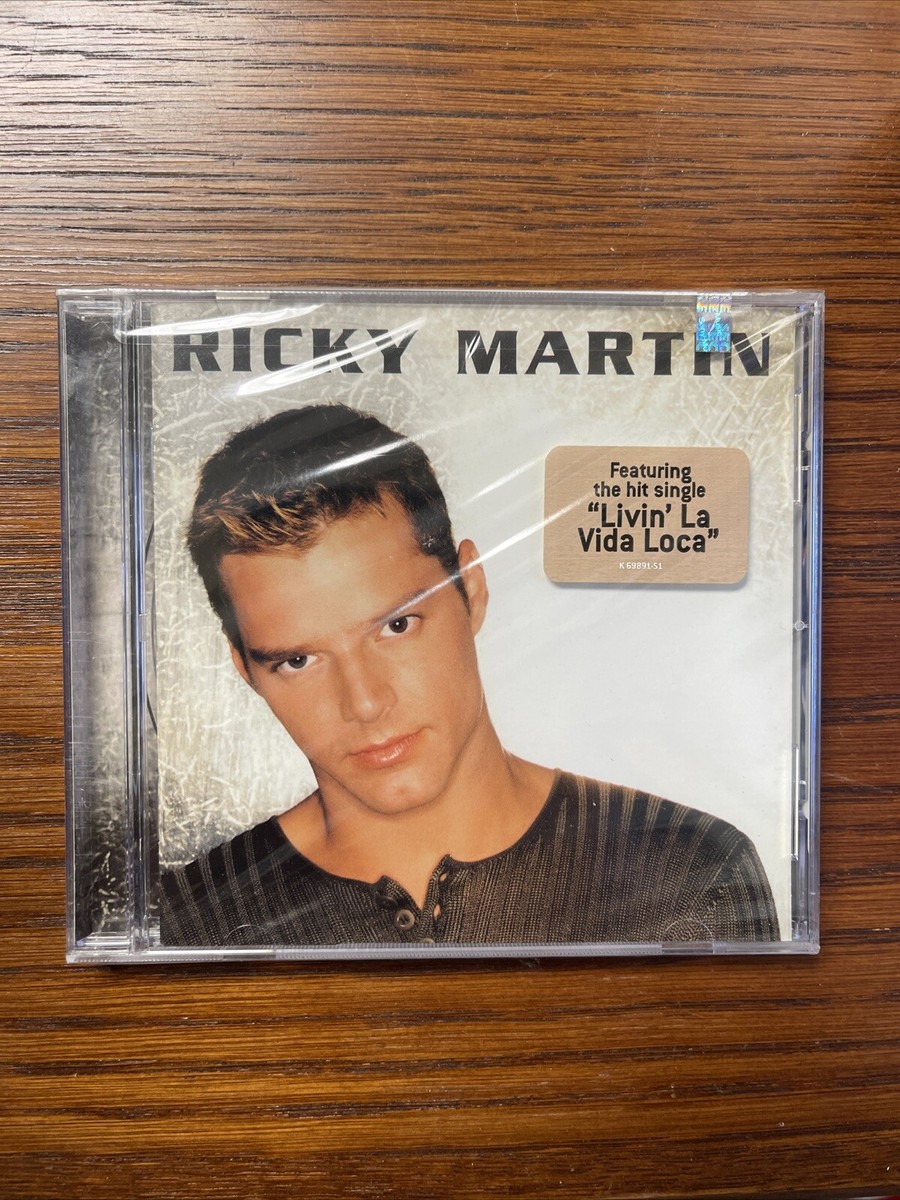 RICKY MARTIN
Featuring
the hit single
“Livin’ La
Vida Loca”
K 69891-S1